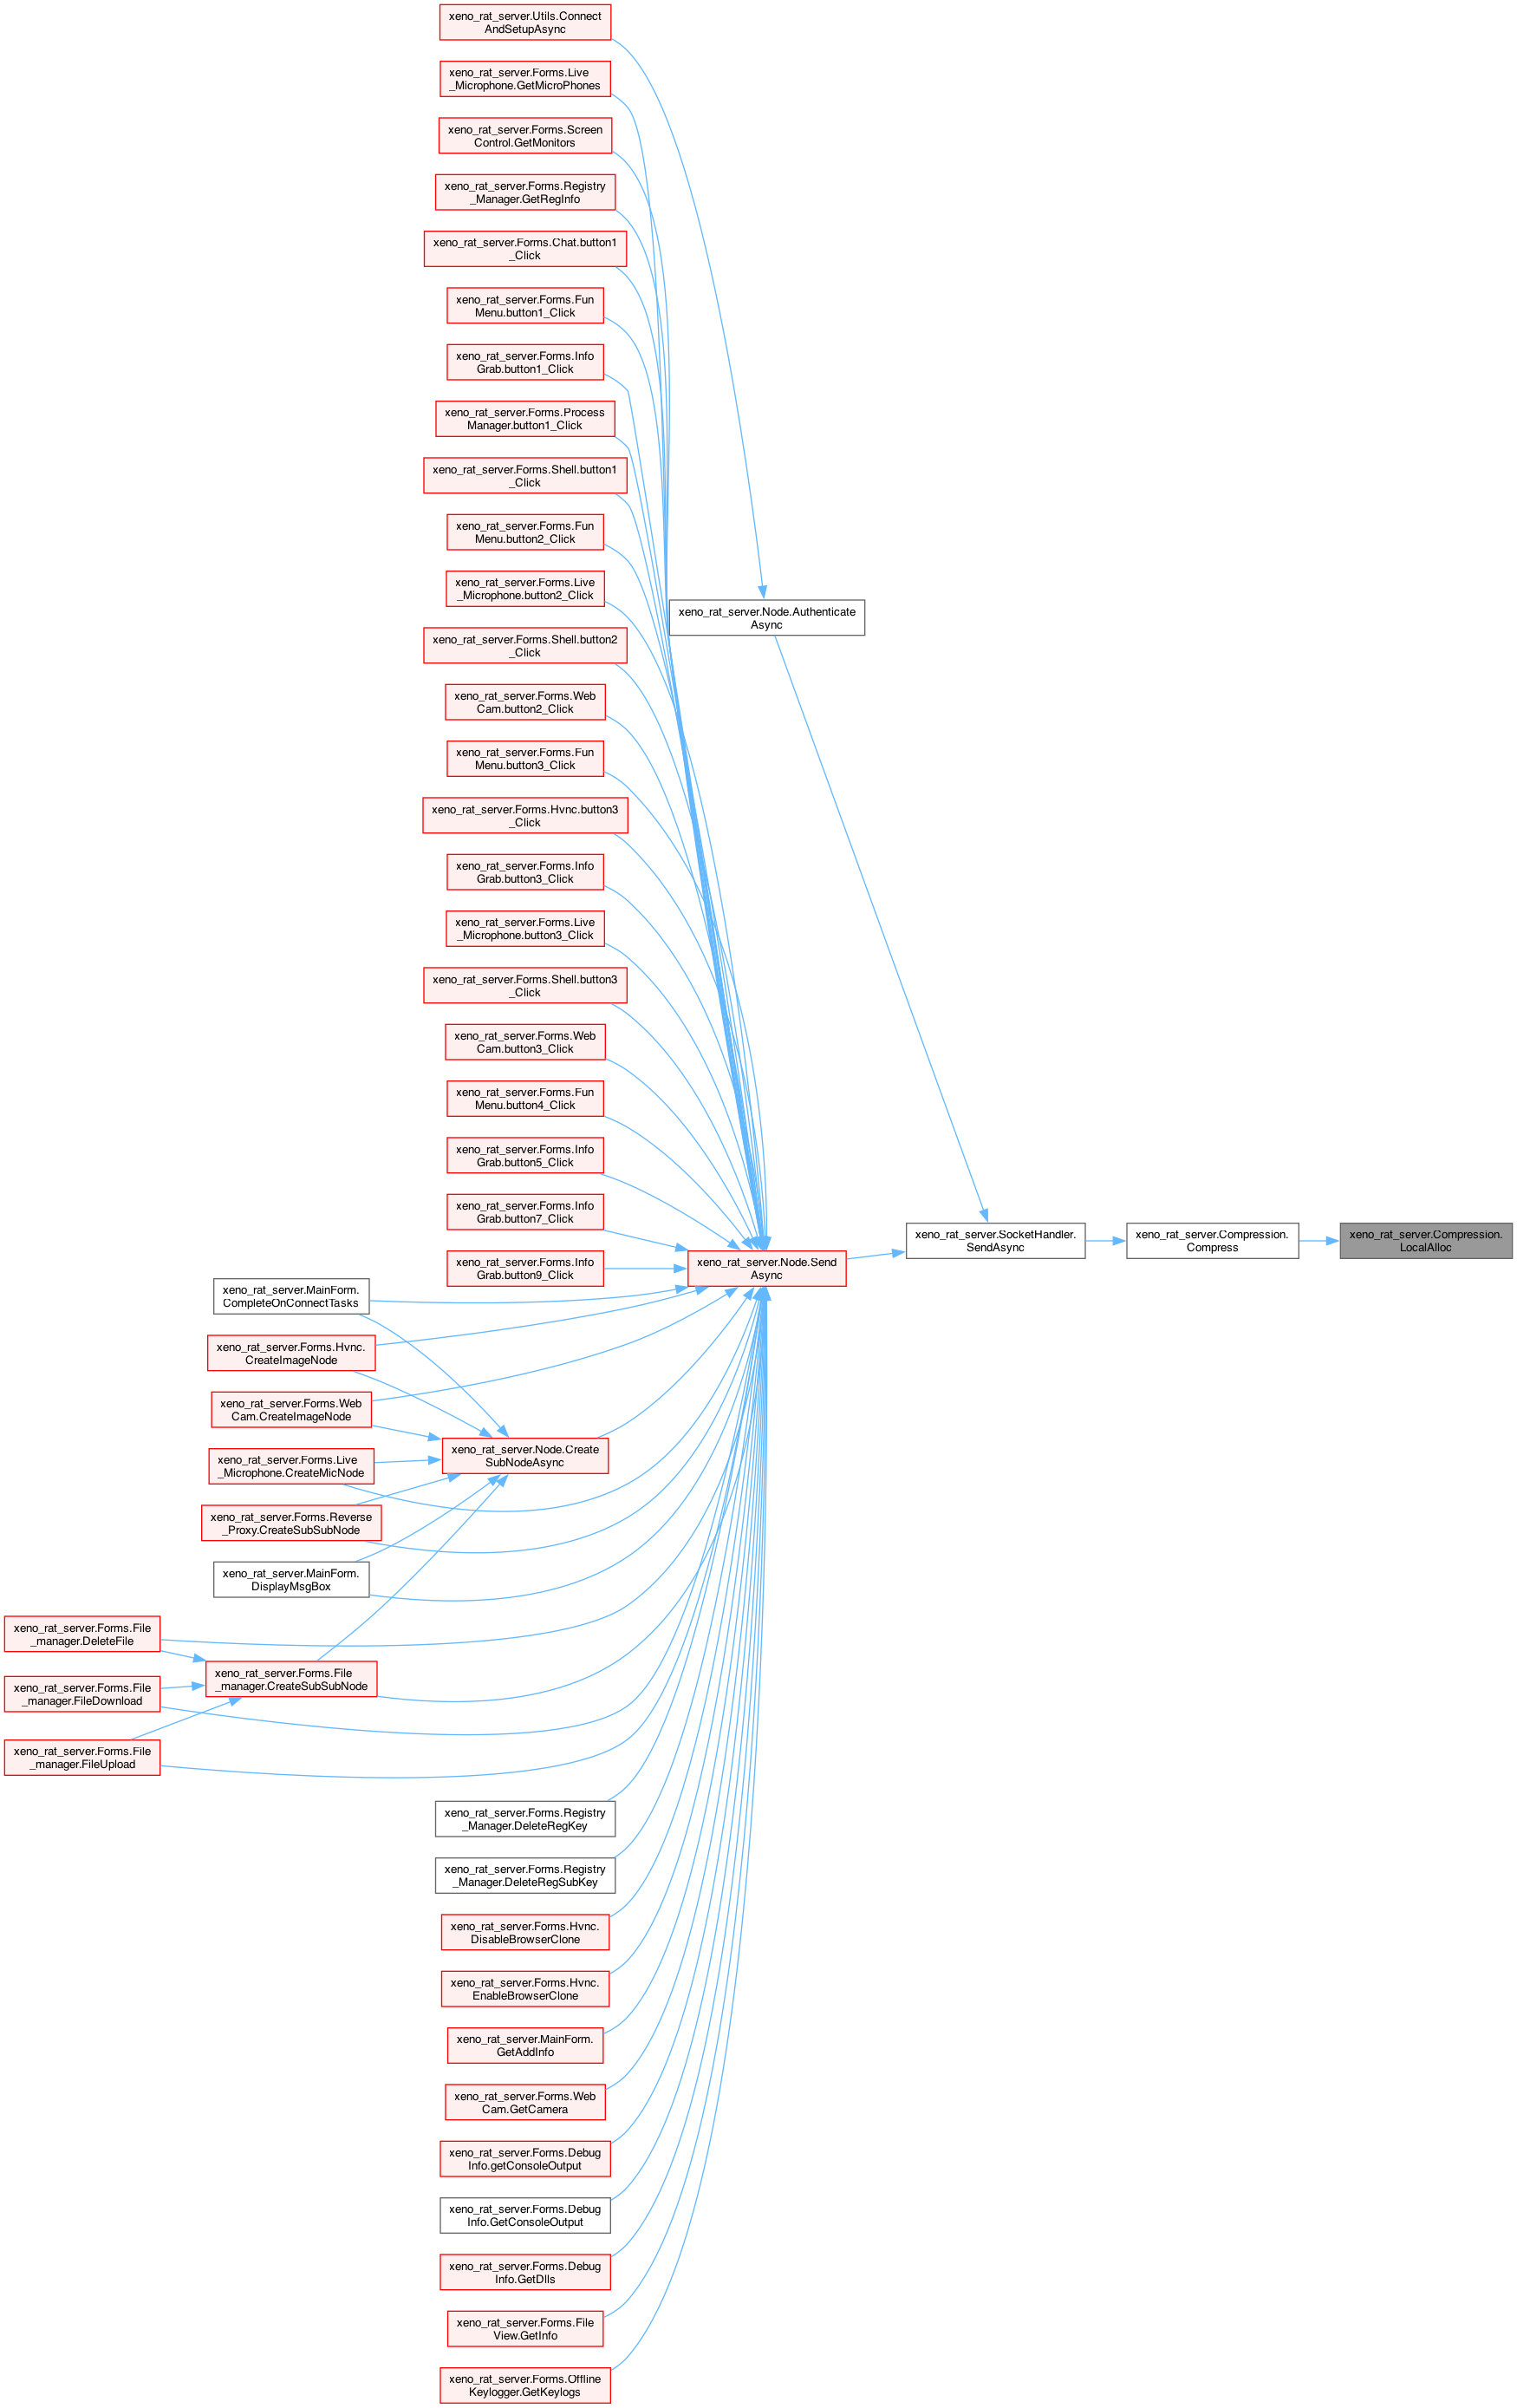 xeno_rat_server.Utils.Connect
AndSetupAsync
xeno_rat_server.Forms.Live
_Microphone.GetMicroPhones
xeno_rat_server.Forms.Screen
Control.GetMonitors
xeno_rat_server.Forms.Registry
_Manager.GetRegInfo
xeno_rat_server.Forms.Chat.button1
_Click
xeno_rat_server.Forms.Fun
Menu.button1_Click
xeno_rat_server.Forms.Info
Grab.button1_Click
xeno_rat_server.Forms.Process
Manager.button1_Click
xeno_rat_server.Forms.Shell.button1
_Click
xeno_rat_server.Forms.Fun
Menu.button2_Click
xeno_rat_server.Forms.Live
_Microphone.button2_Click
xeno_rat_server.Node.Authenticate
Async
xeno_rat_server.Forms.Shell.button2
_Click
xeno_rat_server.Forms.Web
Cam.button2_Click
xeno_rat_server.Forms.Fun
Menu.button3_Click
xeno_rat_server.Forms.Hvnc.button3
_Click
xeno_rat_server.Forms.Info
Grab.button3_Click
xeno_rat_server.Forms.Live
_Microphone.button3_Click
xeno_rat_server.Forms.Shell.button3
_Click
xeno_rat_server.Forms.Web
Cam.button3_Click
xeno_rat_server.Forms.Fun
Menu.button4_Click
xeno_rat_server.Forms.Info
Grab.button5_Click
xeno_rat_server.Forms.Info
Grab.button7_Click
xeno_rat_server.SocketHandler.
SendAsync
xeno_rat_server.Compression.
Compress
xeno_rat_server.Compression.
LocalAlloc
xeno_rat_server.Forms.Info
Grab.button9_Click
xeno_rat_server.Node.Send
Async
xeno_rat_server.MainForm.
CompleteOnConnectTasks
xeno_rat_server.Forms.Hvnc.
CreateImageNode
xeno_rat_server.Forms.Web
Cam.CreateImageNode
xeno_rat_server.Node.Create
SubNodeAsync
xeno_rat_server.Forms.Live
_Microphone.CreateMicNode
xeno_rat_server.Forms.Reverse
_Proxy.CreateSubSubNode
xeno_rat_server.MainForm.
DisplayMsgBox
xeno_rat_server.Forms.File
_manager.DeleteFile
xeno_rat_server.Forms.File
_manager.CreateSubSubNode
xeno_rat_server.Forms.File
_manager.FileDownload
xeno_rat_server.Forms.File
_manager.FileUpload
xeno_rat_server.Forms.Registry
_Manager.DeleteRegKey
xeno_rat_server.Forms.Registry
_Manager.DeleteRegSubKey
xeno_rat_server.Forms.Hvnc.
DisableBrowserClone
xeno_rat_server.Forms.Hvnc.
EnableBrowserClone
xeno_rat_server.MainForm.
GetAddInfo
xeno_rat_server.Forms.Web
Cam.GetCamera
xeno_rat_server.Forms.Debug
Info.getConsoleOutput
xeno_rat_server.Forms.Debug
Info.GetConsoleOutput
xeno_rat_server.Forms.Debug
Info.GetDlls
xeno_rat_server.Forms.File
View.GetInfo
xeno_rat_server.Forms.Offline
Keylogger.GetKeylogs